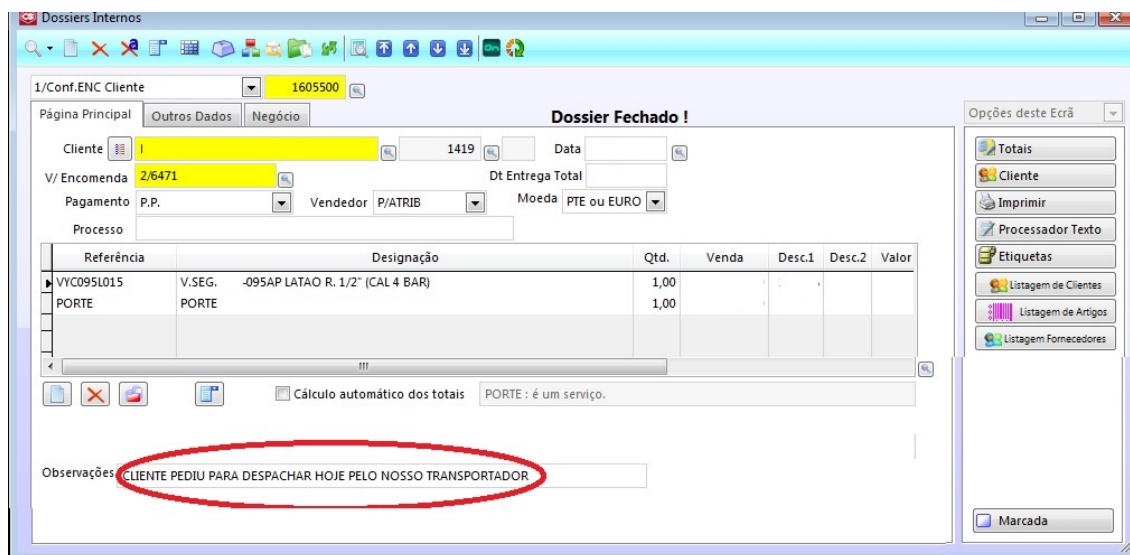 Dossiers Internos
1/Conf.ENC Cliente 1605500
Página Principal Outros Dados Negócio Dossier Fechado ! Opções deste Ecrã
Cliente I 1419 Data
V/ Encomenda 2/6471 Dt Entrega Total
Pagamento P.P. Vendedor P/ATRIB Moeda PTE ou EURO
Processo
Referência Designação Qtd. Venda Desc.1 Desc.2 Valor
VYC095L015 V.SEG. -095AP LATAO R. 1/2" (CAL 4 BAR) 1,00
PORTE PORTE 1,00
Cálculo automático dos totais PORTE : é um serviço.
Observações CLIENTE PEDIU PARA DESPACHAR HOJE PELO NOSSO TRANSPORTADOR
Totais
Cliente
Imprimir
Processador Texto
Etiquetas
Listagem de Clientes
Listagem de Artigos
Listagem Fornecedores
Marcada